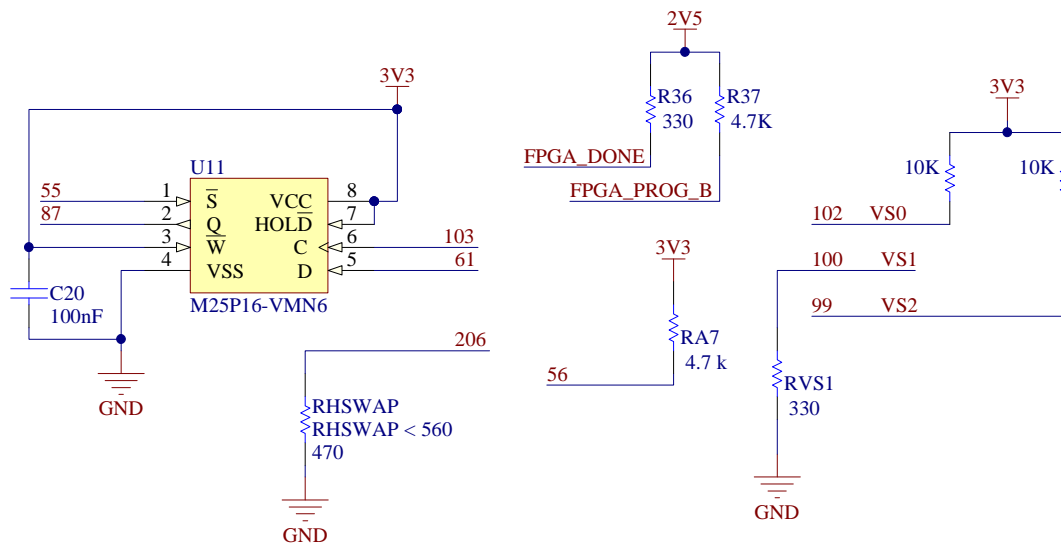 2V5
3V3
R36
330
R37
4.7K
3V3
U11
FPGA_DONE
10K
10K
FPGA_PROG_B
55
1
S
VCC
8
87
2
Q
HOLD
7
3
W
C
6
103
4
VSS
D
5
61
M25P16-VMN6
C20
100nF
GND
102
VS0
100
VS1
99
VS2
3V3
RA7
4.7 k
56
206
RHSWAP
RHSWAP < 560
470
GND
RVS1
330
GND